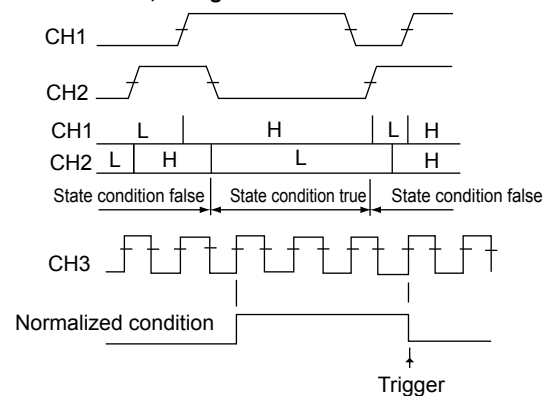 CH1
CH2
CH1 L H L H
CH2 L H L H
State condition false State condition true State condition false
CH3
Normalized condition
Trigger